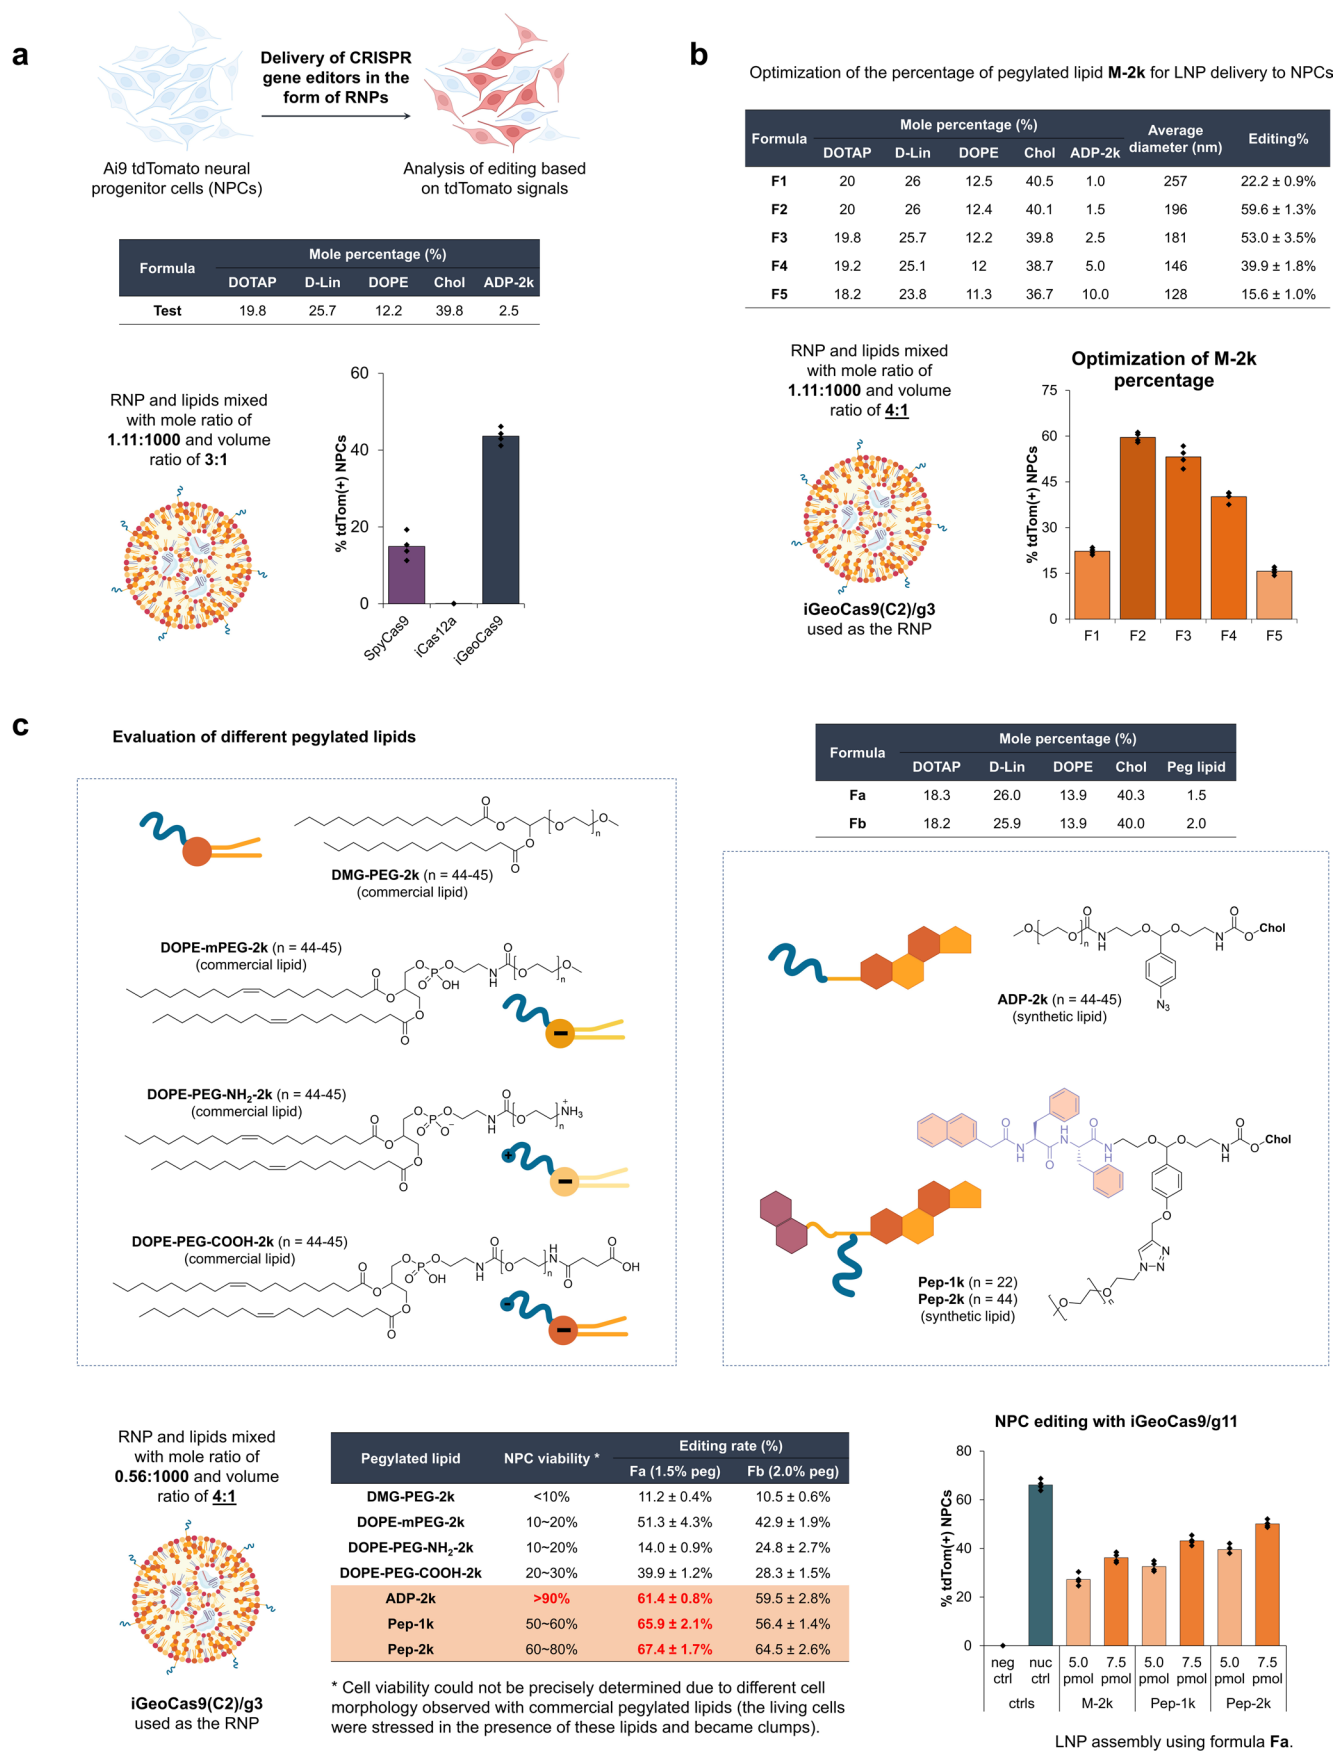 a
Delivery of CRISPR
gene editors in the
form of RNPs
Ai9 tdTomato neural
progenitor cells (NPCs)
Analysis of editing based
on tdTomato signals
Formula Mole percentage (%)
DOTAP D-Lin DOPE Chol ADP-2k
Test 19.8 25.7 12.2 39.8 2.5
RNP and lipids mixed
with mole ratio of
1.11:1000 and volume
ratio of 3:1
% tdTom(+) NPCs
60
40
20
0
SpyCas9 iCas12a iGeoCas9
b
Optimization of the percentage of pegylated lipid M-2k for LNP delivery to NPCs
Formula Mole percentage (%) Average diameter (nm) Editing%
DOTAP D-Lin DOPE Chol ADP-2k
F1 20 26 12.5 40.5 1.0 257 22.2 ± 0.9%
F2 20 26 12.4 40.1 1.5 196 59.6 ± 1.3%
F3 19.8 25.7 12.2 39.8 2.5 181 53.0 ± 3.5%
F4 19.2 25.1 12 38.7 5.0 146 39.9 ± 1.8%
F5 18.2 23.8 11.3 36.7 10.0 128 15.6 ± 1.0%
RNP and lipids mixed
with mole ratio of
1.11:1000 and volume
ratio of 4:1
iGeoCas9(C2)/g3
used as the RNP
Optimization of M-2k
percentage
% tdTom(+) NPCs
75
60
45
30
15
0
F1 F2 F3 F4 F5
c
Evaluation of different pegylated lipids
O
O
O
O
O
O
n
DMG-PEG-2k (n = 44-45)
(commercial lipid)
DOPE-mPEG-2k (n = 44-45)
(commercial lipid)
O
O
O
O
O
P
O
O
OH
N
H
O
O
O
n
DOPE-PEG-NH2-2k (n = 44-45)
(commercial lipid)
O
O
O
O
O
P
O
O
O−
N
H
O
O
+
NH3
n
+
DOPE-PEG-COOH-2k (n = 44-45)
(commercial lipid)
O
O
O
O
O
P
O
O
OH
N
H
O
O
H
N
n
O
O
OH
Formula Mole percentage (%)
DOTAP D-Lin DOPE Chol Peg lipid
Fa 18.3 26.0 13.9 40.3 1.5
Fb 18.2 25.9 13.9 40.0 2.0
O
O
n
O
N
H
O
O
N
H
O
O
Chol
N3
ADP-2k (n = 44-45)
(synthetic lipid)
O
N
H
H
N
O
O
N
H
O
O
N
H
O
O
Chol
O
N
N
N
O
n
O
Pep-1k (n = 22)
Pep-2k (n = 44)
(synthetic lipid)
RNP and lipids mixed
with mole ratio of
0.56:1000 and volume
ratio of 4:1
iGeoCas9(C2)/g3
used as the RNP
Pegylated lipid NPC viability * Editing rate (%)
Fa (1.5% peg) Fb (2.0% peg)
DMG-PEG-2k <10% 11.2 ± 0.4% 10.5 ± 0.6%
DOPE-mPEG-2k 10~20% 51.3 ± 4.3% 42.9 ± 1.9%
DOPE-PEG-NH2-2k 10~20% 14.0 ± 0.9% 24.8 ± 2.7%
DOPE-PEG-COOH-2k 20~30% 39.9 ± 1.2% 28.3 ± 1.5%
ADP-2k >90% 61.4 ± 0.8% 59.5 ± 2.8%
Pep-1k 50~60% 65.9 ± 2.1% 56.4 ± 1.4%
Pep-2k 60~80% 67.4 ± 1.7% 64.5 ± 2.6%
* Cell viability could not be precisely determined due to different cell
morphology observed with commercial pegylated lipids (the living cells
were stressed in the presence of these lipids and became clumps).
NPC editing with iGeoCas9/g11
% tdTom(+) NPCs
80
60
40
20
0
neg ctrl nuc ctrl 5.0 pmol 7.5 pmol 5.0 pmol 7.5 pmol 5.0 pmol 7.5 pmol
ctrls M-2k Pep-1k Pep-2k
LNP assembly using formula Fa.